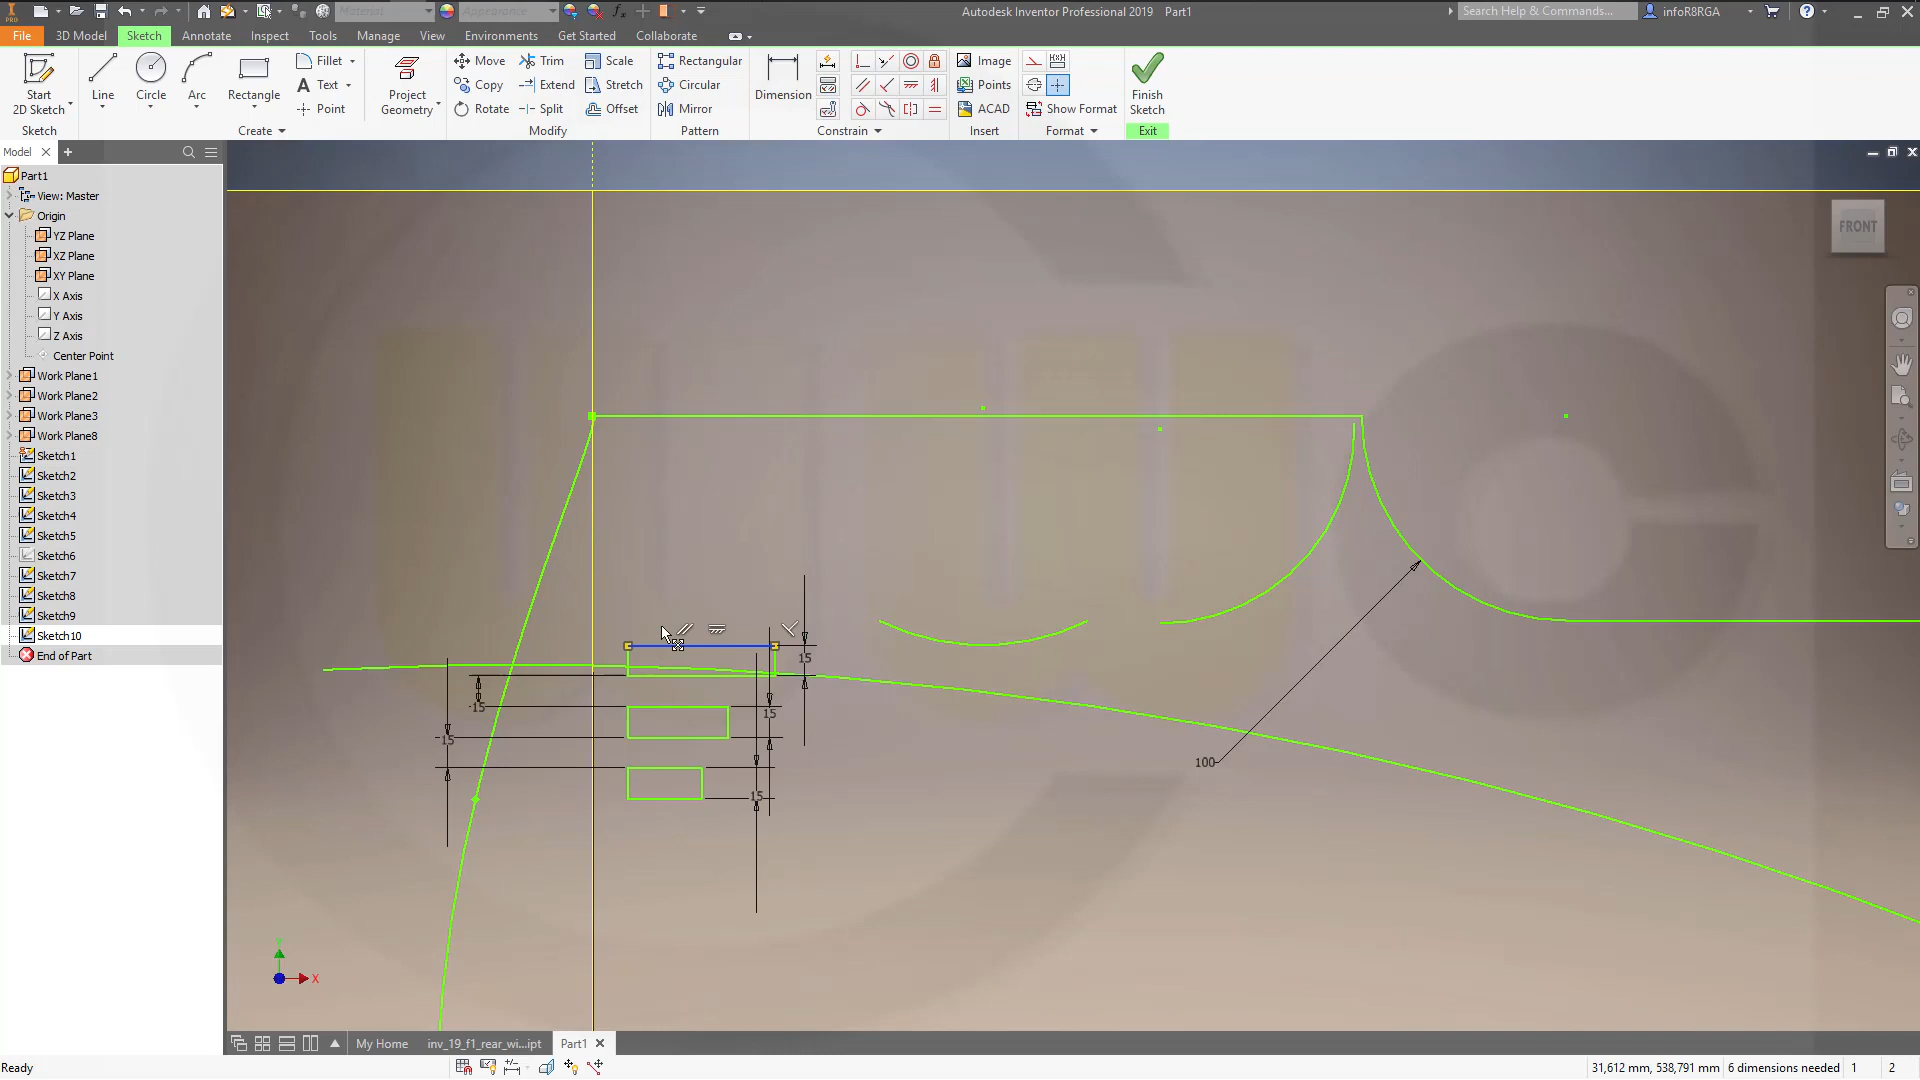 PRO
Material
Appearance
Autodesk Inventor Professional 2019 Part1
Search Help & Commands...
infoR8RGA
File 3D Model Sketch Annotate Inspect Tools Manage View Environments Get Started Collaborate
Start
2D Sketch
Line
Circle
Arc
Rectangle
Fillet
Text
Point
Project
Geometry
Move
Copy
Rotate
Trim
Extend
Split
Scale
Stretch
Offset
Rectangular
Circular
Mirror
Dimension
Image
Points
ACAD
Show Format
Finish
Sketch
Sketch Create Modify Pattern Constrain Insert Format Exit
Model
Part1
View: Master
Origin
YZ Plane
XZ Plane
XY Plane
X Axis
Y Axis
Z Axis
Center Point
Work Plane1
Work Plane2
Work Plane3
Work Plane8
Sketch1
Sketch2
Sketch3
Sketch4
Sketch5
Sketch6
Sketch7
Sketch8
Sketch9
Sketch10
End of Part
FRONT
15
15
15
15
15
100
X
My Home inv_19_f1_rear_wi...ipt Part1
Ready
31,612 mm, 538,791 mm 6 dimensions needed 1 2